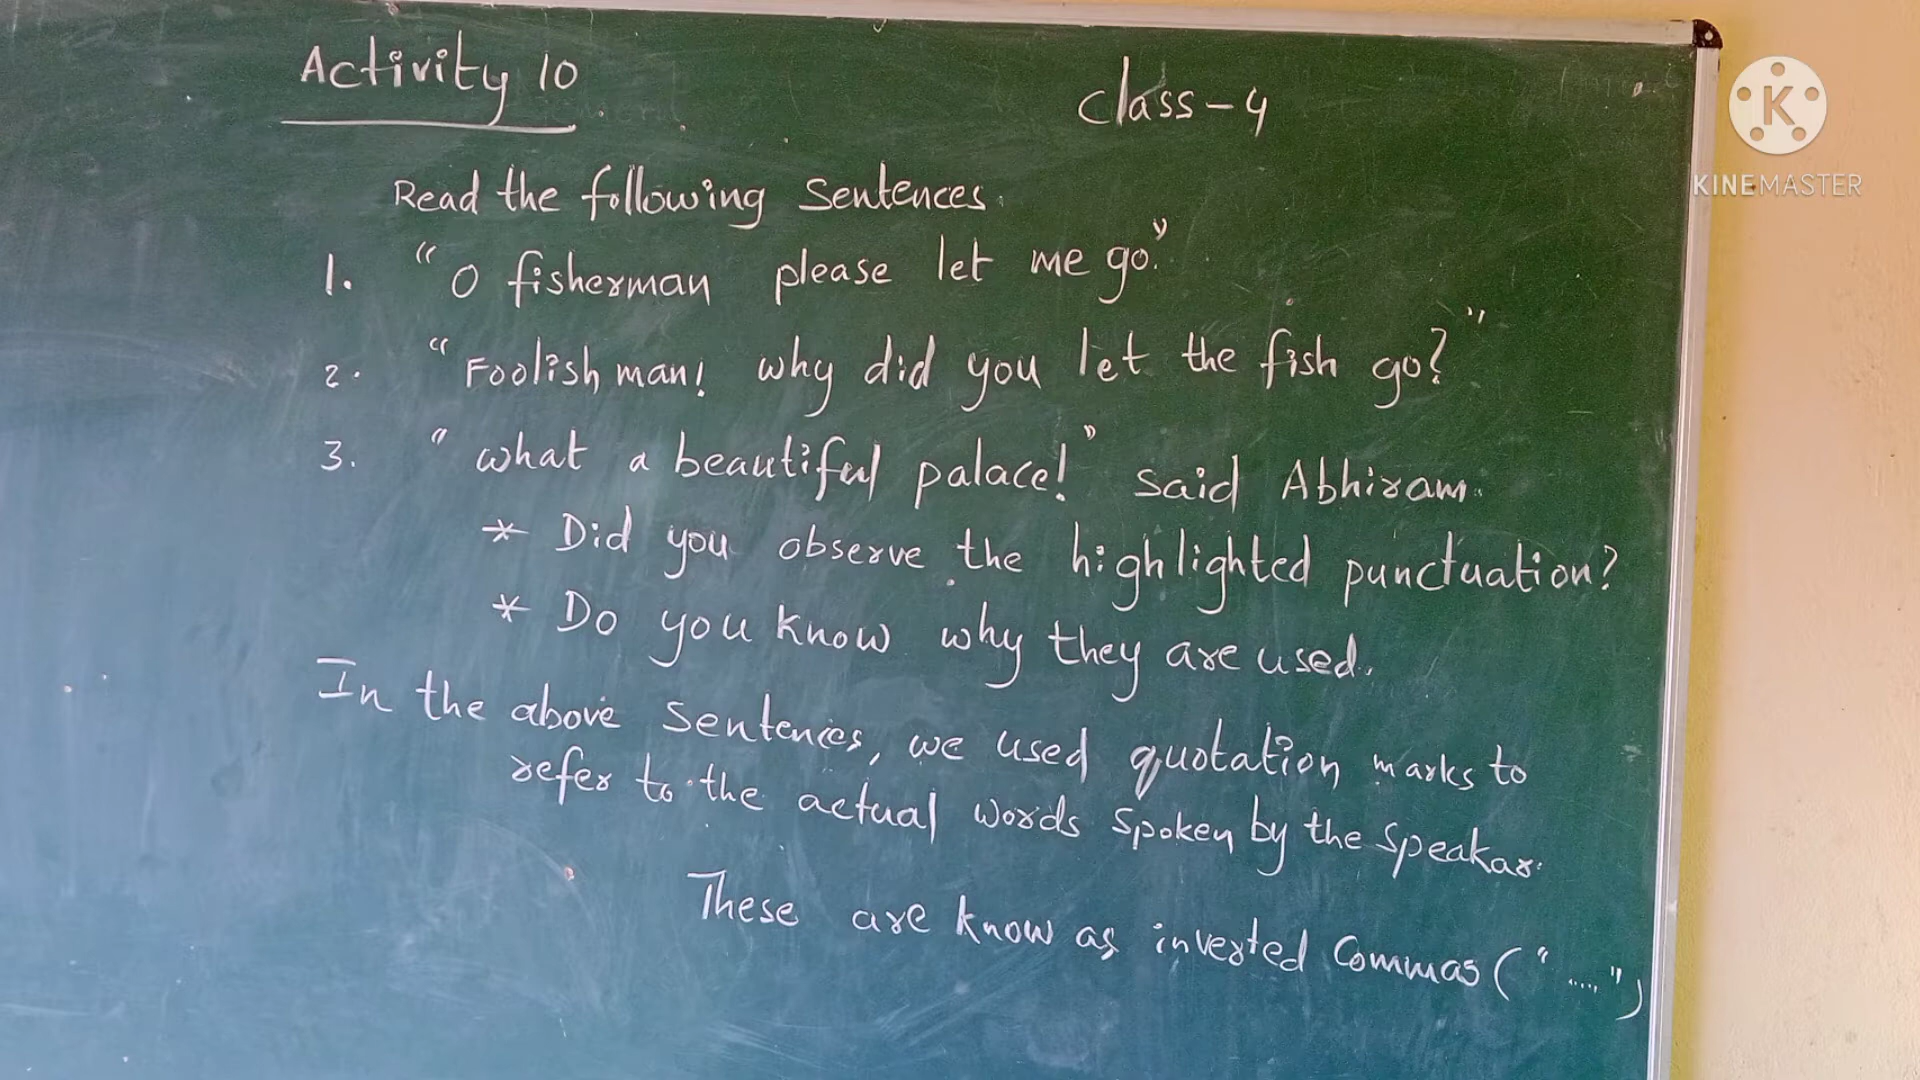 Activity 10
Class-4
K
KINEMASTER
Read the following Sentences.
1. "O fisherman please let me go."
2. "Foolish man! why did you let the fish go?"
3. "what a beautiful palace!" said Abhiram.
* Did you observe the highlighted punctuation?
* Do you know why they are used.
In the above sentences, we used quotation marks to
refer to the actual words spoken by the speakar.
These are know as inverted Commas (".....")